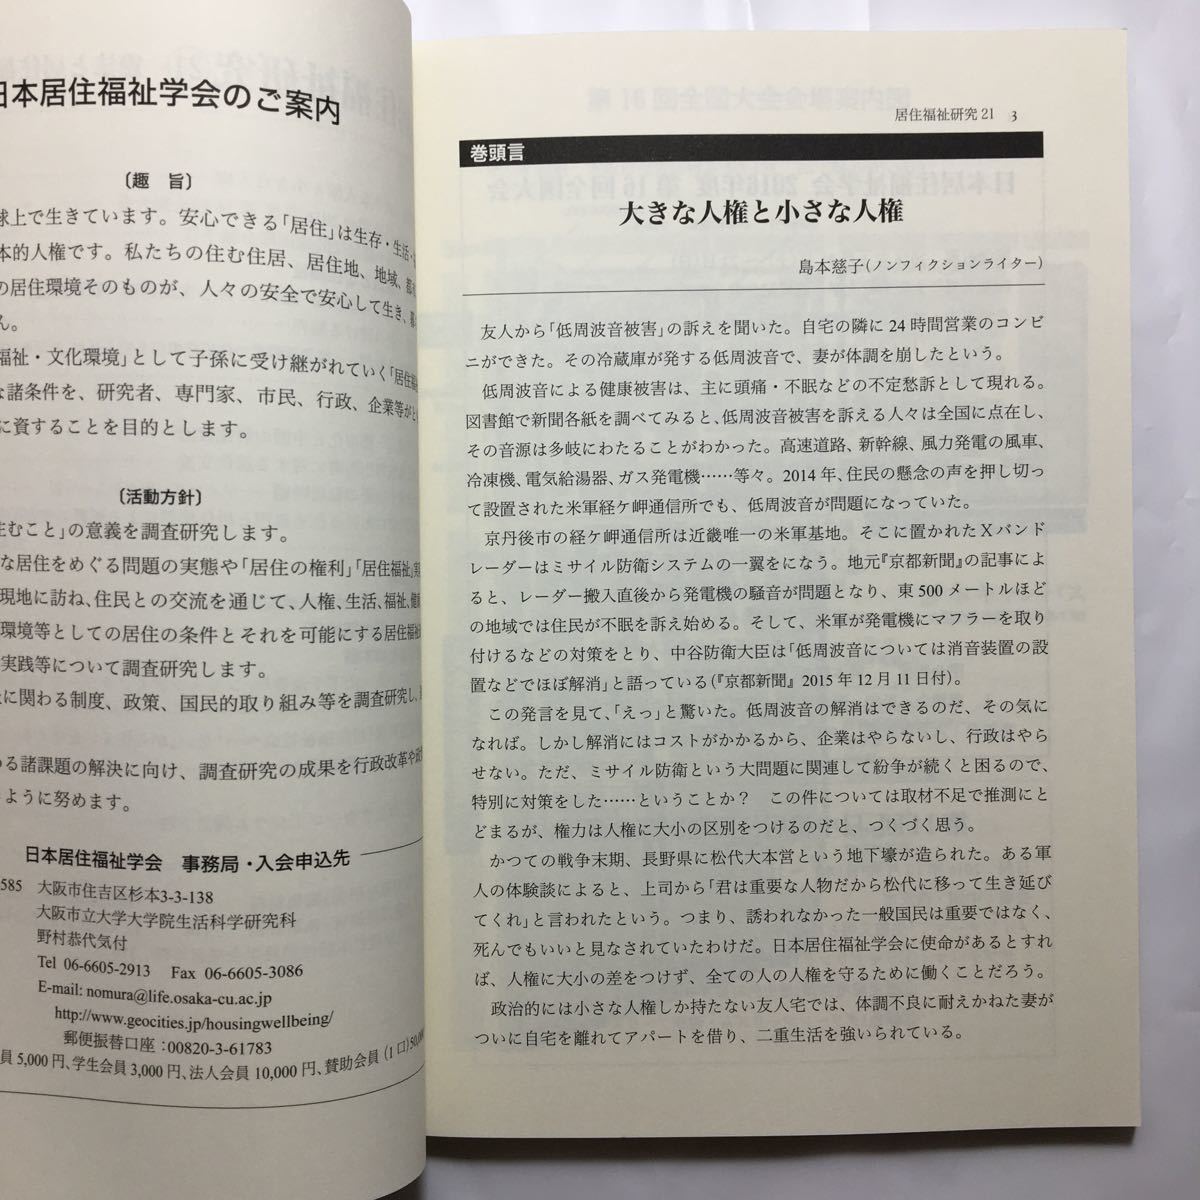 日本居住福祉学会のご案内
〔趣 旨〕
球上で生きています。安心できる「居住」は生存・生活・
本的人権です。私たちの住む住居、居住地、地域、都
の居住環境そのものが、人々の安全で安心して生き、
ん。
福祉・文化環境」として子孫に受け継がれていく「居住
な諸条件を、研究者、専門家、市民、行政、企業等がと
に資することを目的とします。
〔活動方針〕
住むこと」の意義を調査研究します。
な居住をめぐる問題の実態や「居住の権利」「居住福祉」
現地に訪ね、住民との交流を通じて、人権、生活、福祉、健
環境等としての居住の条件とそれを可能にする居住福祉
実践等について調査研究します。
に関わる制度、政策、国民的取り組み等を調査研究し、
める諸課題の解決に向け、調査研究の成果を行政改革や政
ように努めます。
日本居住福祉学会 事務局・入会申込先
585 大阪市住吉区杉本3-3-138
大阪市立大学大学院生活科学研究科
野村恭代気付
Tel 06-6605-2913 Fax 06-6605-3086
E-mail: nomura@life.osaka-cu.ac.jp
http://www.geocities.jp/housingwellbeing/
郵便振替口座：00820-3-61783
員 5,000 円、学生会員 3,000 円、法人会員 10,000 円、賛助会員（1 口）50,00
居住福祉研究 21 3
巻頭言
大きな人権と小さな人権
島本慈子（ノンフィクションライター）
友人から「低周波音被害」の訴えを聞いた。自宅の隣に 24 時間営業のコンビ
ニができた。その冷蔵庫が発する低周波音で、妻が体調を崩したという。
低周波音による健康被害は、主に頭痛・不眠などの不定愁訴として現れる。
図書館で新聞各紙を調べてみると、低周波音被害を訴える人々は全国に点在し、
その音源は多岐にわたることがわかった。高速道路、新幹線、風力発電の風車、
冷凍機、電気給湯器、ガス発電機……等々。2014 年、住民の懸念の声を押し切っ
て設置された米軍経ケ岬通信所でも、低周波音が問題になっていた。
京丹後市の経ケ岬通信所は近畿唯一の米軍基地。そこに置かれたＸバンド
レーダーはミサイル防衛システムの一翼をになう。地元『京都新聞』の記事によ
ると、レーダー搬入直後から発電機の騒音が問題となり、東 500 メートルほど
の地域では住民が不眠を訴え始める。そして、米軍が発電機にマフラーを取り
付けるなどの対策をとり、中谷防衛大臣は「低周波音については消音装置の設
置などでほぼ解消」と語っている（『京都新聞』2015 年 12 月 11 日付）。
この発言を見て、「えっ」と驚いた。低周波音の解消はできるのだ、その気に
なれば。しかし解消にはコストがかかるから、企業はやらないし、行政はやら
せない。ただ、ミサイル防衛という大問題に関連して紛争が続くと困るので、
特別に対策をした……ということか？ この件については取材不足で推測にと
どまるが、権力は人権に大小の区別をつけるのだと、つくづく思う。
かつての戦争末期、長野県に松代大本営という地下壕が造られた。ある軍
人の体験談によると、上司から「君は重要な人物だから松代に移って生き延び
てくれ」と言われたという。つまり、誘われなかった一般国民は重要ではなく、
死んでもいいと見なされていたわけだ。日本居住福祉学会に使命があるとすれ
ば、人権に大小の差をつけず、全ての人の人権を守るために働くことだろう。
政治的には小さな人権しか持たない友人宅では、体調不良に耐えかねた妻が
ついに自宅を離れてアパートを借り、二重生活を強いられている。